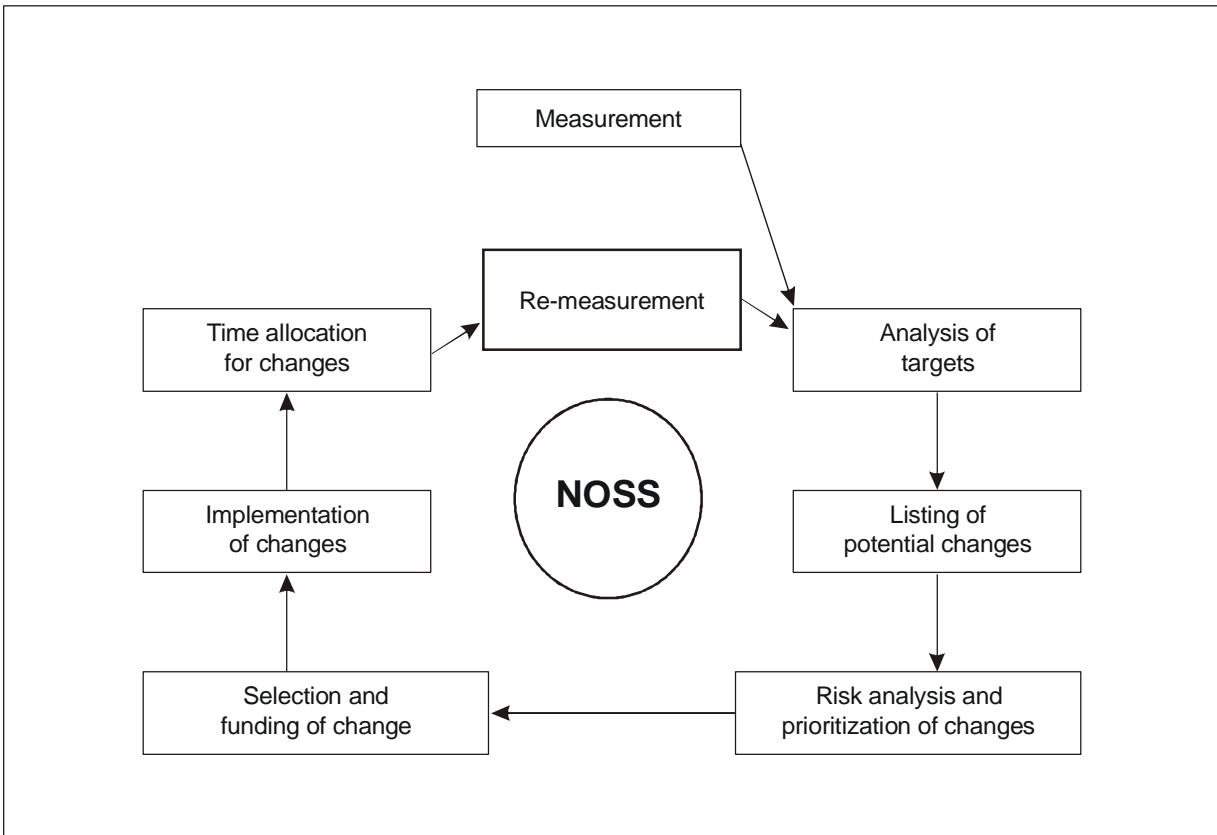 Measurement
Re-measurement
Time allocation
for changes
Analysis of
targets
NOSS
Implementation
of changes
Listing of
potential changes
Selection and
funding of change
Risk analysis and
prioritization of changes